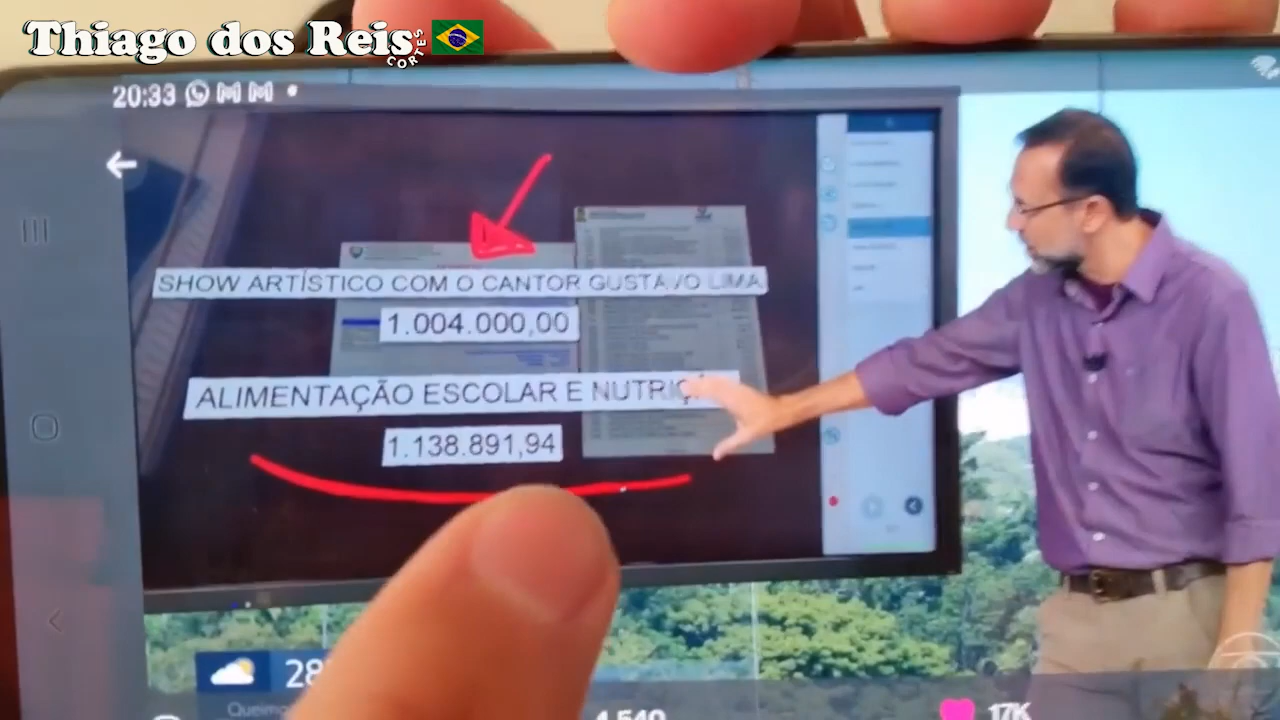 Thiago dos Reis
CORTES
20:33
SHOW ARTÍSTICO COM O CANTOR GUSTAVO LIMA
1.004.000,00
ALIMENTAÇÃO ESCOLAR E
1.138.891,94
28°
17K